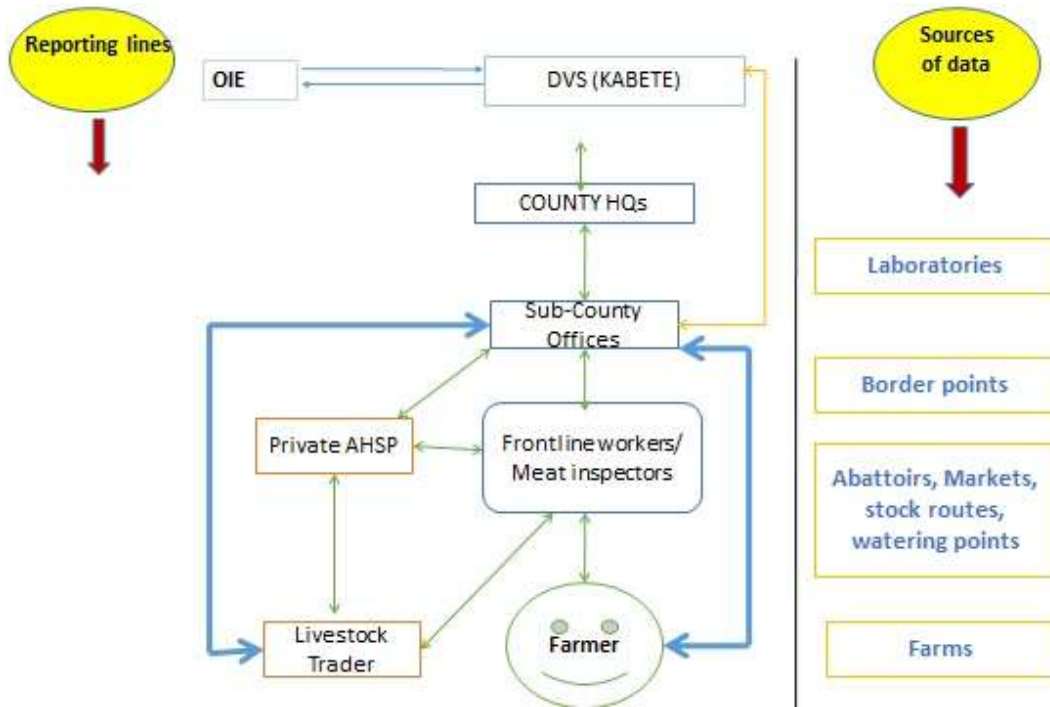 Reporting lines
OIE
DVS (KABETE)
COUNTY HQs
Sub-County
Offices
Private AHSP
Frontline workers/
Meat inspectors
Livestock
Trader
Farmer
Sources
of data
Laboratories
Border points
Abattoirs, Markets,
stock routes,
watering points
Farms